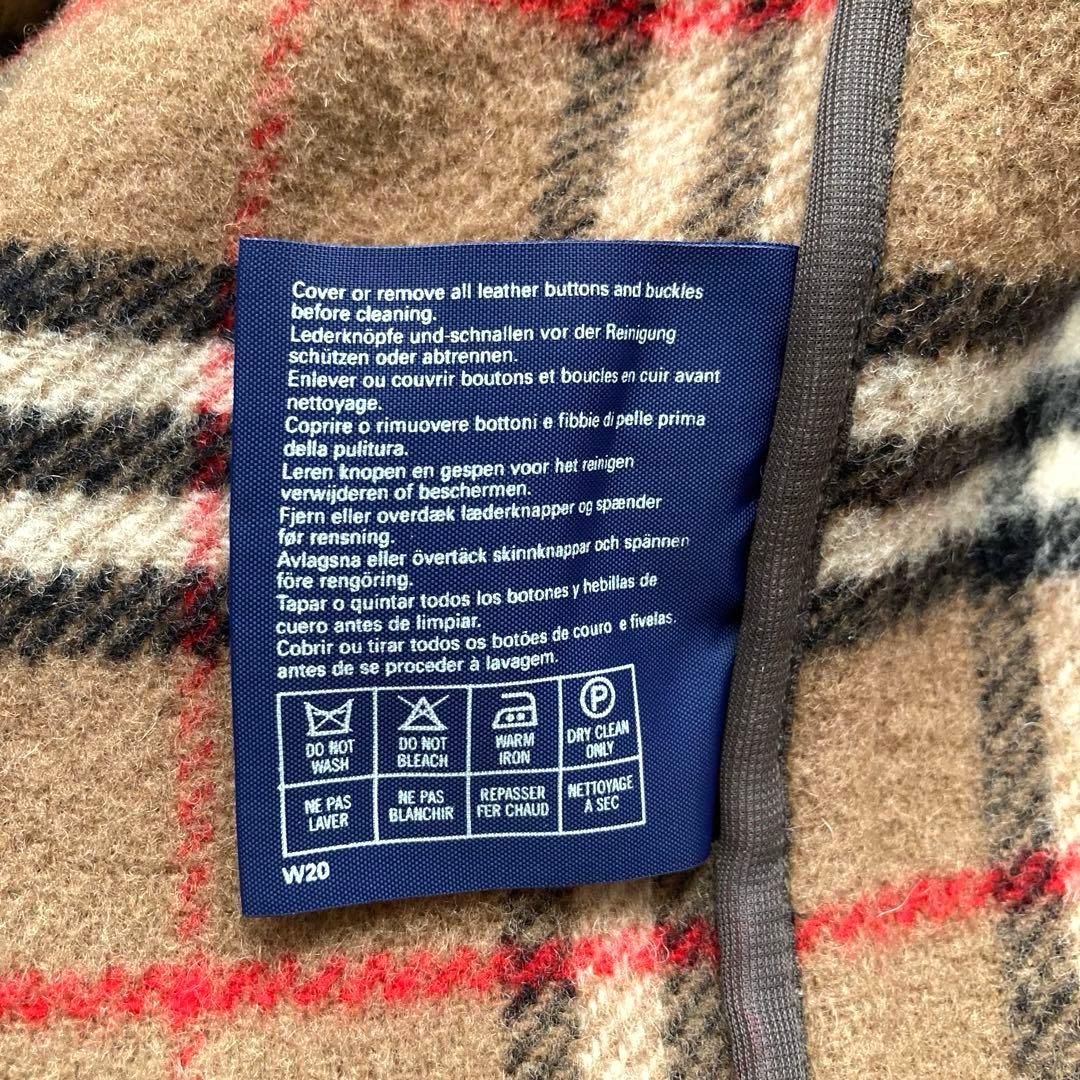 Cover or remove all leather buttons and buckles
before cleaning.
Lederknöpfe und-schnallen vor der Reinigung
schützen oder abtrennen.
Enlever ou couvrir boutons et boucles en cuir avant
nettoyage.
Coprire o rimuovere bottoni e fibbie di pelle prima
della pulitura.
Leren knopen en gespen voor het reinigen
verwijderen of beschermen.
Fjern eller overdæk læderknapper og spænder
før rensning.
Avlagsna eller övertäck skinnknappar och spännen
före rengöring.
Tapar o quintar todos los botones y hebillas de
cuero antes de limpiar.
Cobrir ou tirar todos os botões de couro e fivelas.
antes de se proceder à lavagem.
P
DO NOT WASH
DO NOT BLEACH
WARM IRON
DRY CLEAN ONLY
NE PAS LAVER
NE PAS BLANCHIR
REPASSER FER CHAUD
NETTOYAGE A SEC
W20